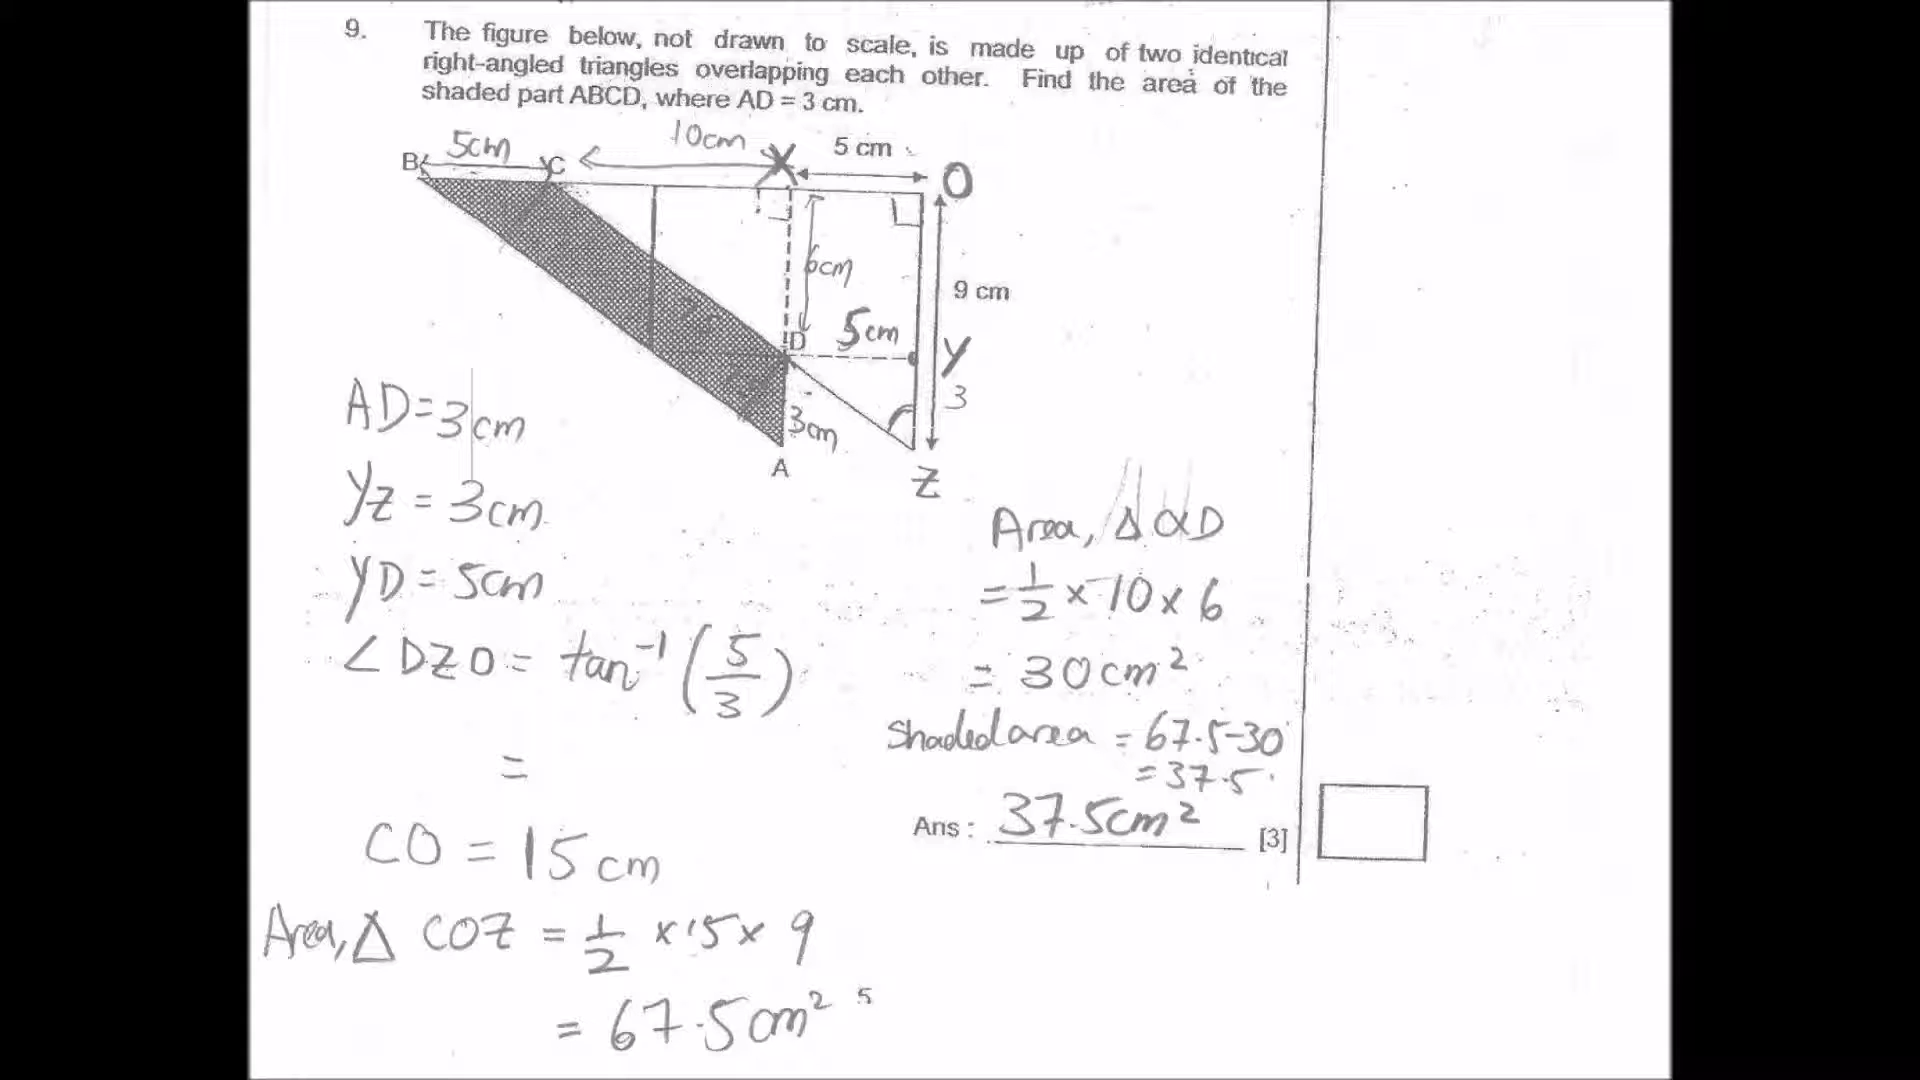 9. The figure below, not drawn to scale, is made up of two identical
right-angled triangles overlapping each other. Find the area of the
shaded part ABCD, where AD = 3 cm.
5cm
10cm
5 cm
B
C
X
O
6cm
9 cm
D
5cm
Y
3
3cm
A
Z
AD=3cm
YZ = 3cm
YD = 5cm
∠DZO = tan⁻¹ (5/3)
=
CO = 15cm
Area, Δ COZ = 1/2 × 15 × 9
= 67.5cm² 5
Area, Δ CXD
= 1/2 × 10 × 6
= 30cm²
Shaded area = 67.5-30
= 37.5
Ans : 37.5cm² [3]